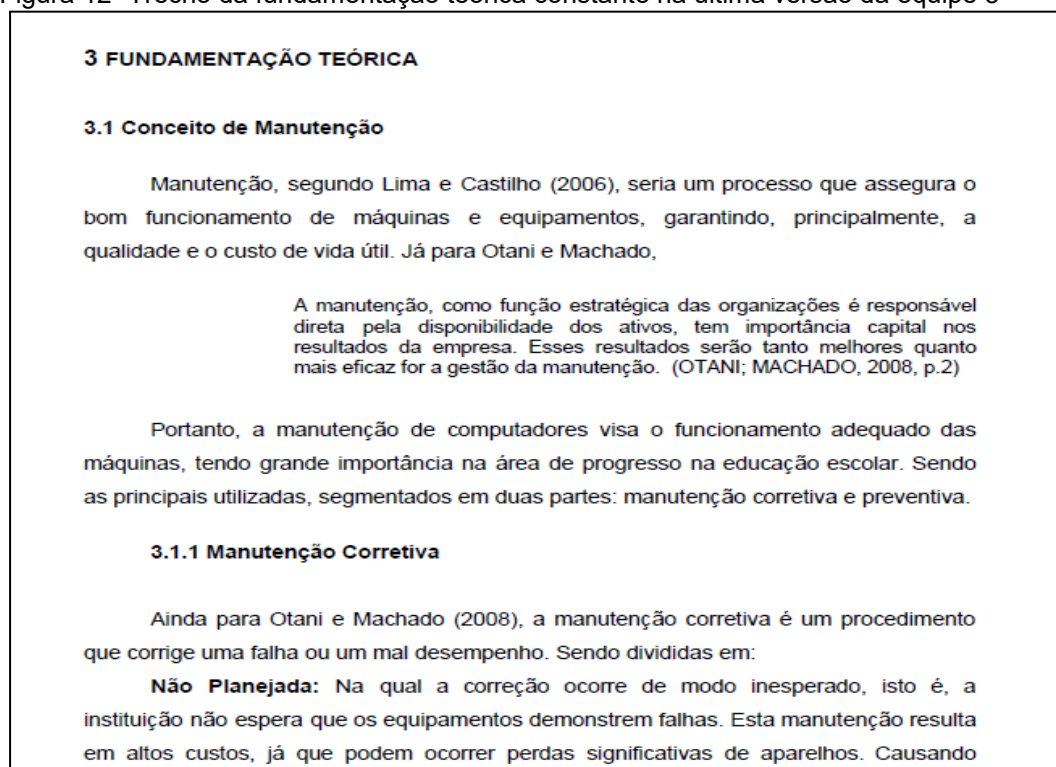 Figura 12- Trecho da fundamentação teórica constante na última versão da equipe 3
3 FUNDAMENTAÇÃO TEÓRICA
3.1 Conceito de Manutenção
Manutenção, segundo Lima e Castilho (2006), seria um processo que assegura o
bom funcionamento de máquinas e equipamentos, garantindo, principalmente, a
qualidade e o custo de vida útil. Já para Otani e Machado,
A manutenção, como função estratégica das organizações é responsável
direta pela disponibilidade dos ativos, tem importância capital nos
resultados da empresa. Esses resultados serão tanto melhores quanto
mais eficaz for a gestão da manutenção. (OTANI; MACHADO, 2008, p.2)
Portanto, a manutenção de computadores visa o funcionamento adequado das
máquinas, tendo grande importância na área de progresso na educação escolar. Sendo
as principais utilizadas, segmentados em duas partes: manutenção corretiva e preventiva.
3.1.1 Manutenção Corretiva
Ainda para Otani e Machado (2008), a manutenção corretiva é um procedimento
que corrige uma falha ou um mal desempenho. Sendo divididas em:
Não Planejada: Na qual a correção ocorre de modo inesperado, isto é, a
instituição não espera que os equipamentos demonstrem falhas. Esta manutenção resulta
em altos custos, já que podem ocorrer perdas significativas de aparelhos. Causando